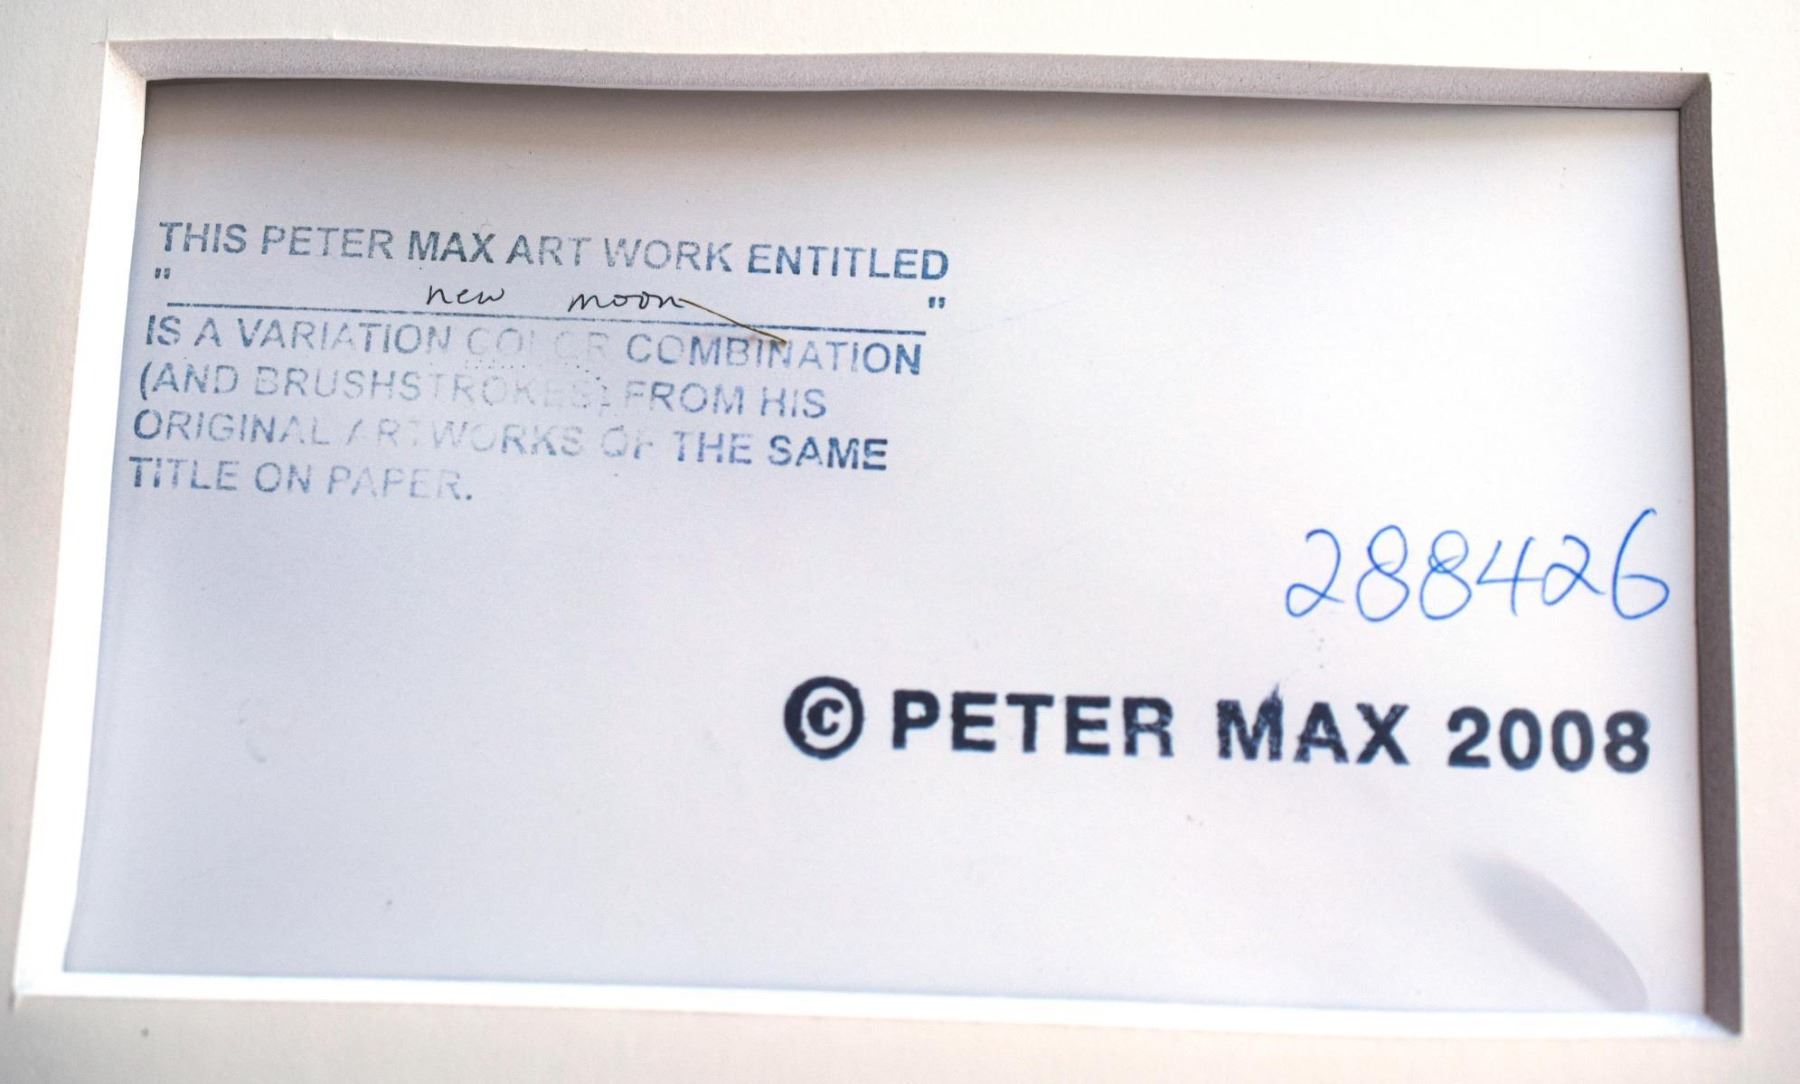 THIS PETER MAX ART WORK ENTITLED
" new moon "
IS A VARIATION COLOR COMBINATION
(AND BRUSHSTROKES) FROM HIS
ORIGINAL ARTWORKS OF THE SAME
TITLE ON PAPER.
288426
© PETER MAX 2008